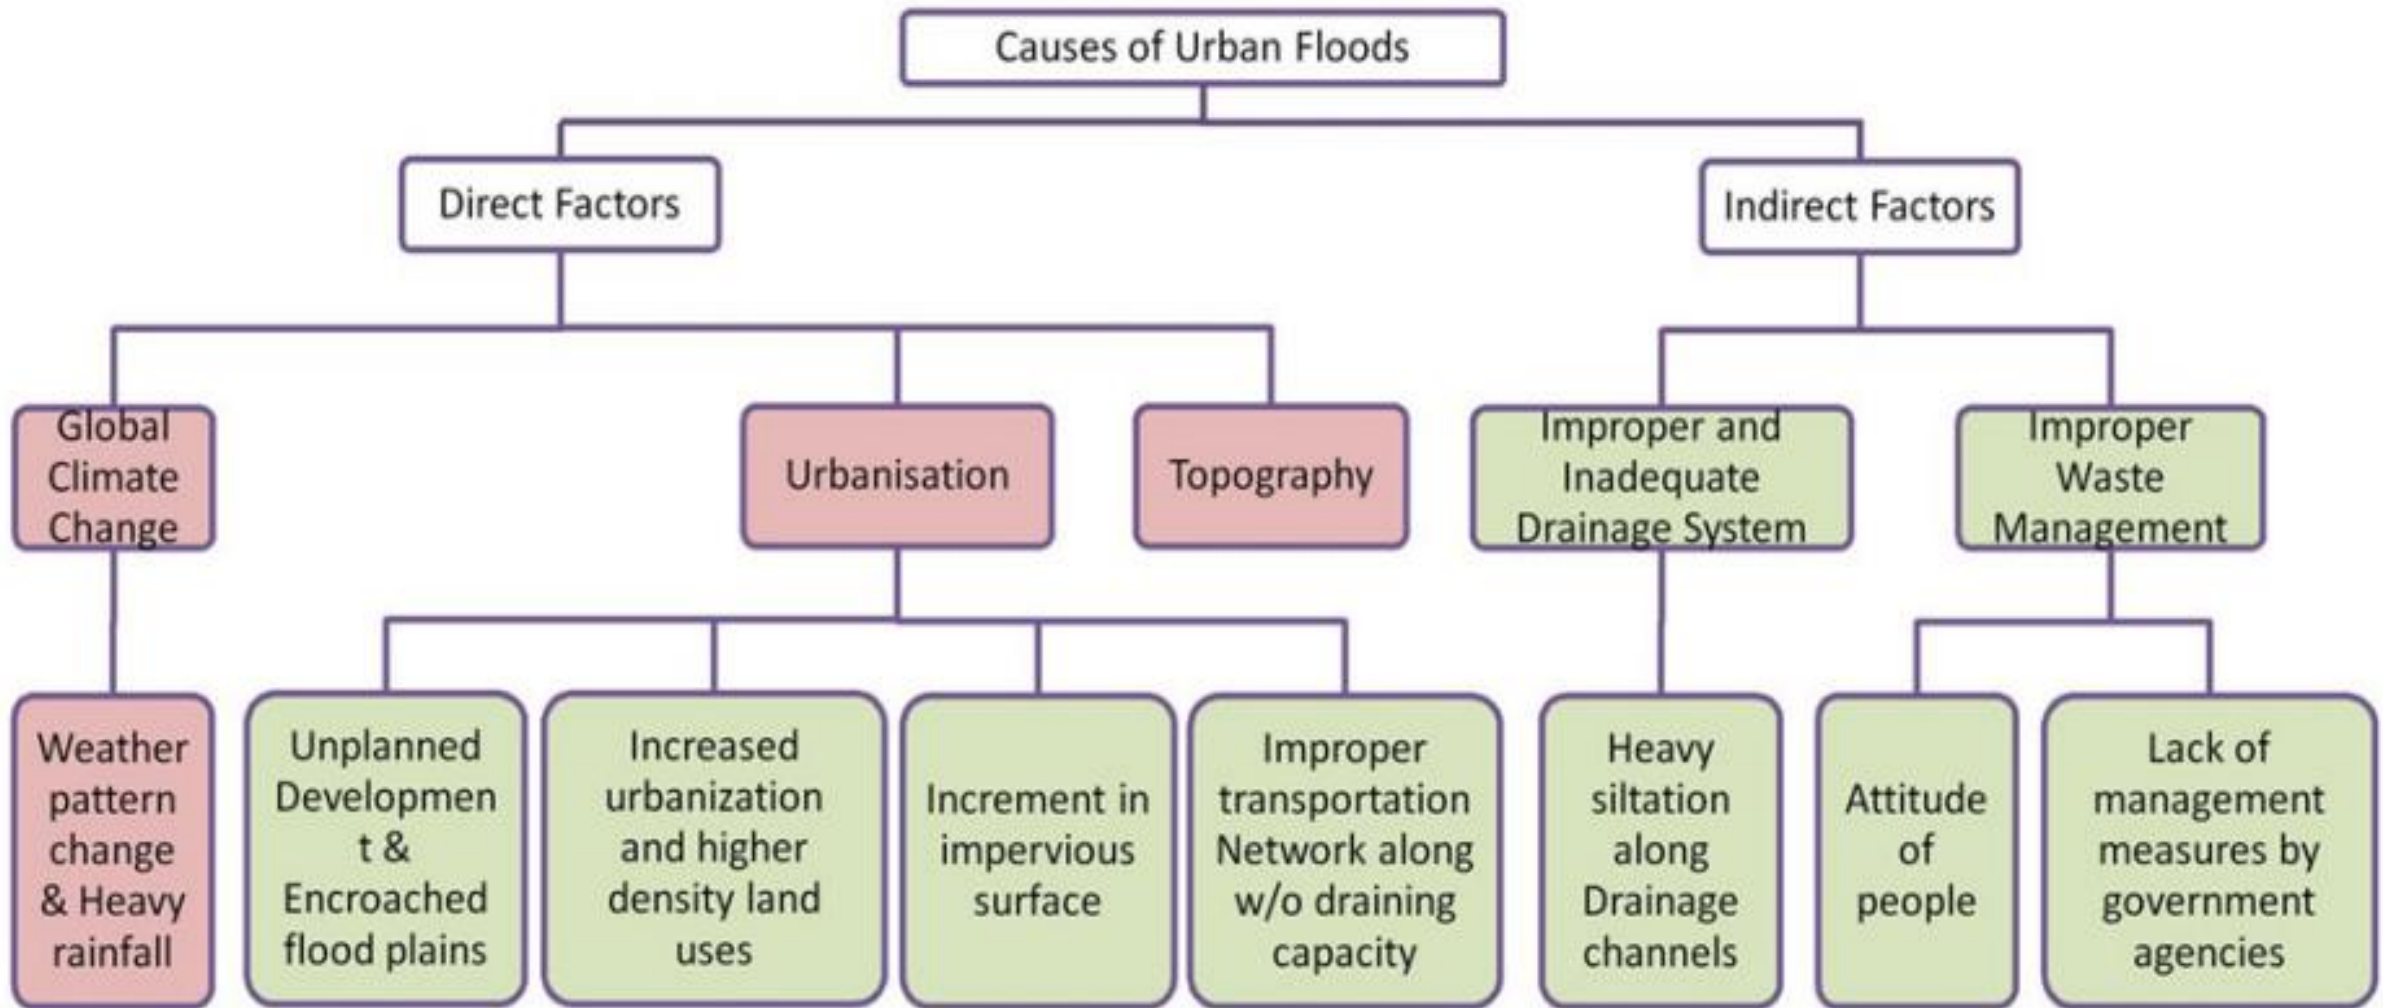 Causes of Urban Floods
Direct Factors
Indirect Factors
Global
Climate
Change
Urbanisation
Topography
Improper and
Inadequate
Drainage System
Improper
Waste
Management
Weather
pattern
change
& Heavy
rainfall
Unplanned
Developmen
t &
Encroached
flood plains
Increased
urbanization
and higher
density land
uses
Increment in
impervious
surface
Improper
transportation
Network along
w/o draining
capacity
Heavy
siltation
along
Drainage
channels
Attitude
of
people
Lack of
management
measures by
government
agencies